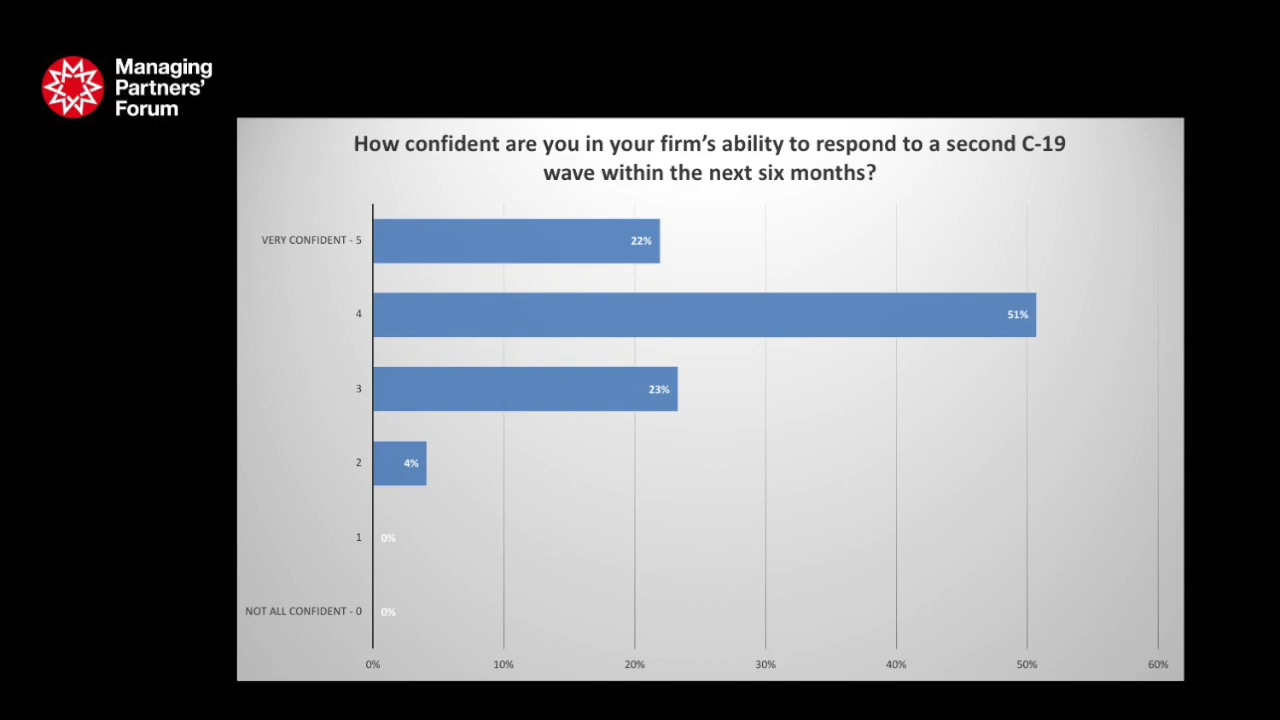 Managing
Partners’
Forum
How confident are you in your firm’s ability to respond to a second C-19
wave within the next six months?
VERY CONFIDENT - 5
22%
4
51%
3
23%
2
4%
1
0%
NOT ALL CONFIDENT - 0
0%
0% 10% 20% 30% 40% 50% 60%